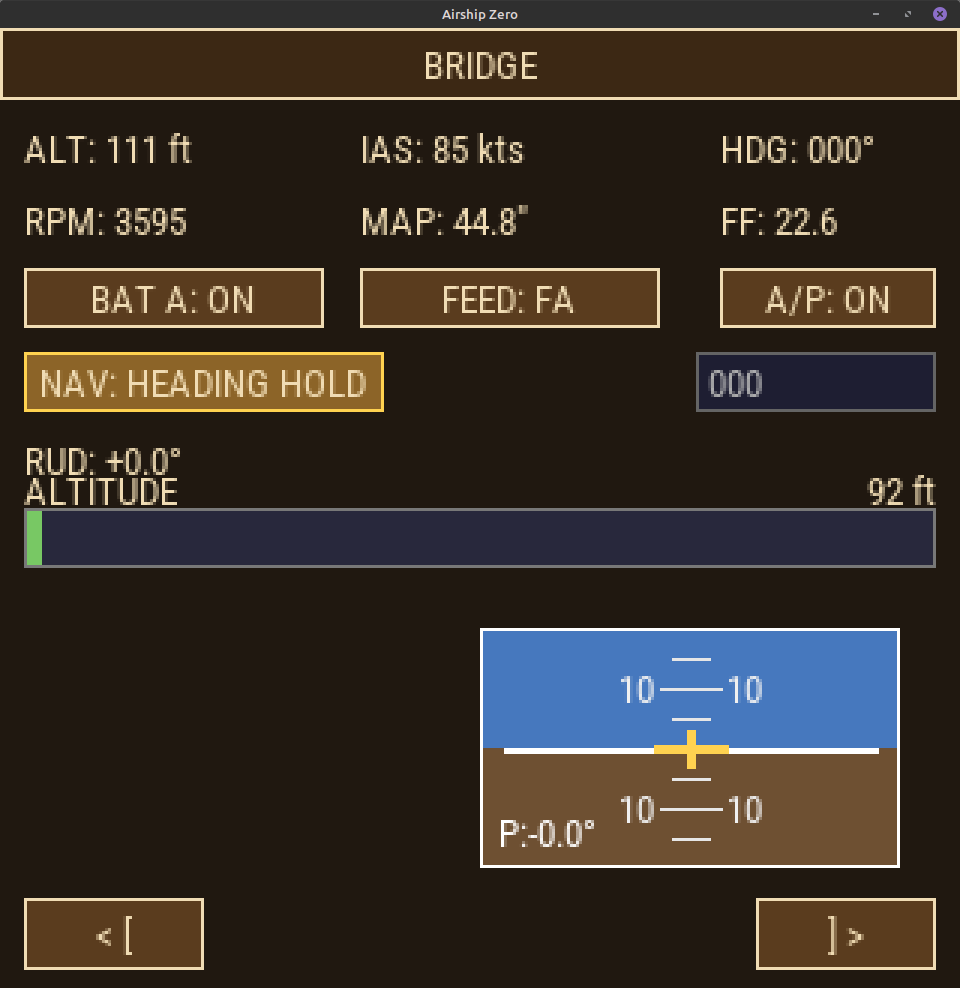 Airship Zero
BRIDGE
ALT: 111 ft IAS: 85 kts HDG: 000°
RPM: 3595 MAP: 44.8" FF: 22.6
BAT A: ON FEED: FA A/P: ON
NAV: HEADING HOLD 000
RUD: +0.0°
ALTITUDE 92 ft
10 10
10 10
P:-0.0°
< [ ] >